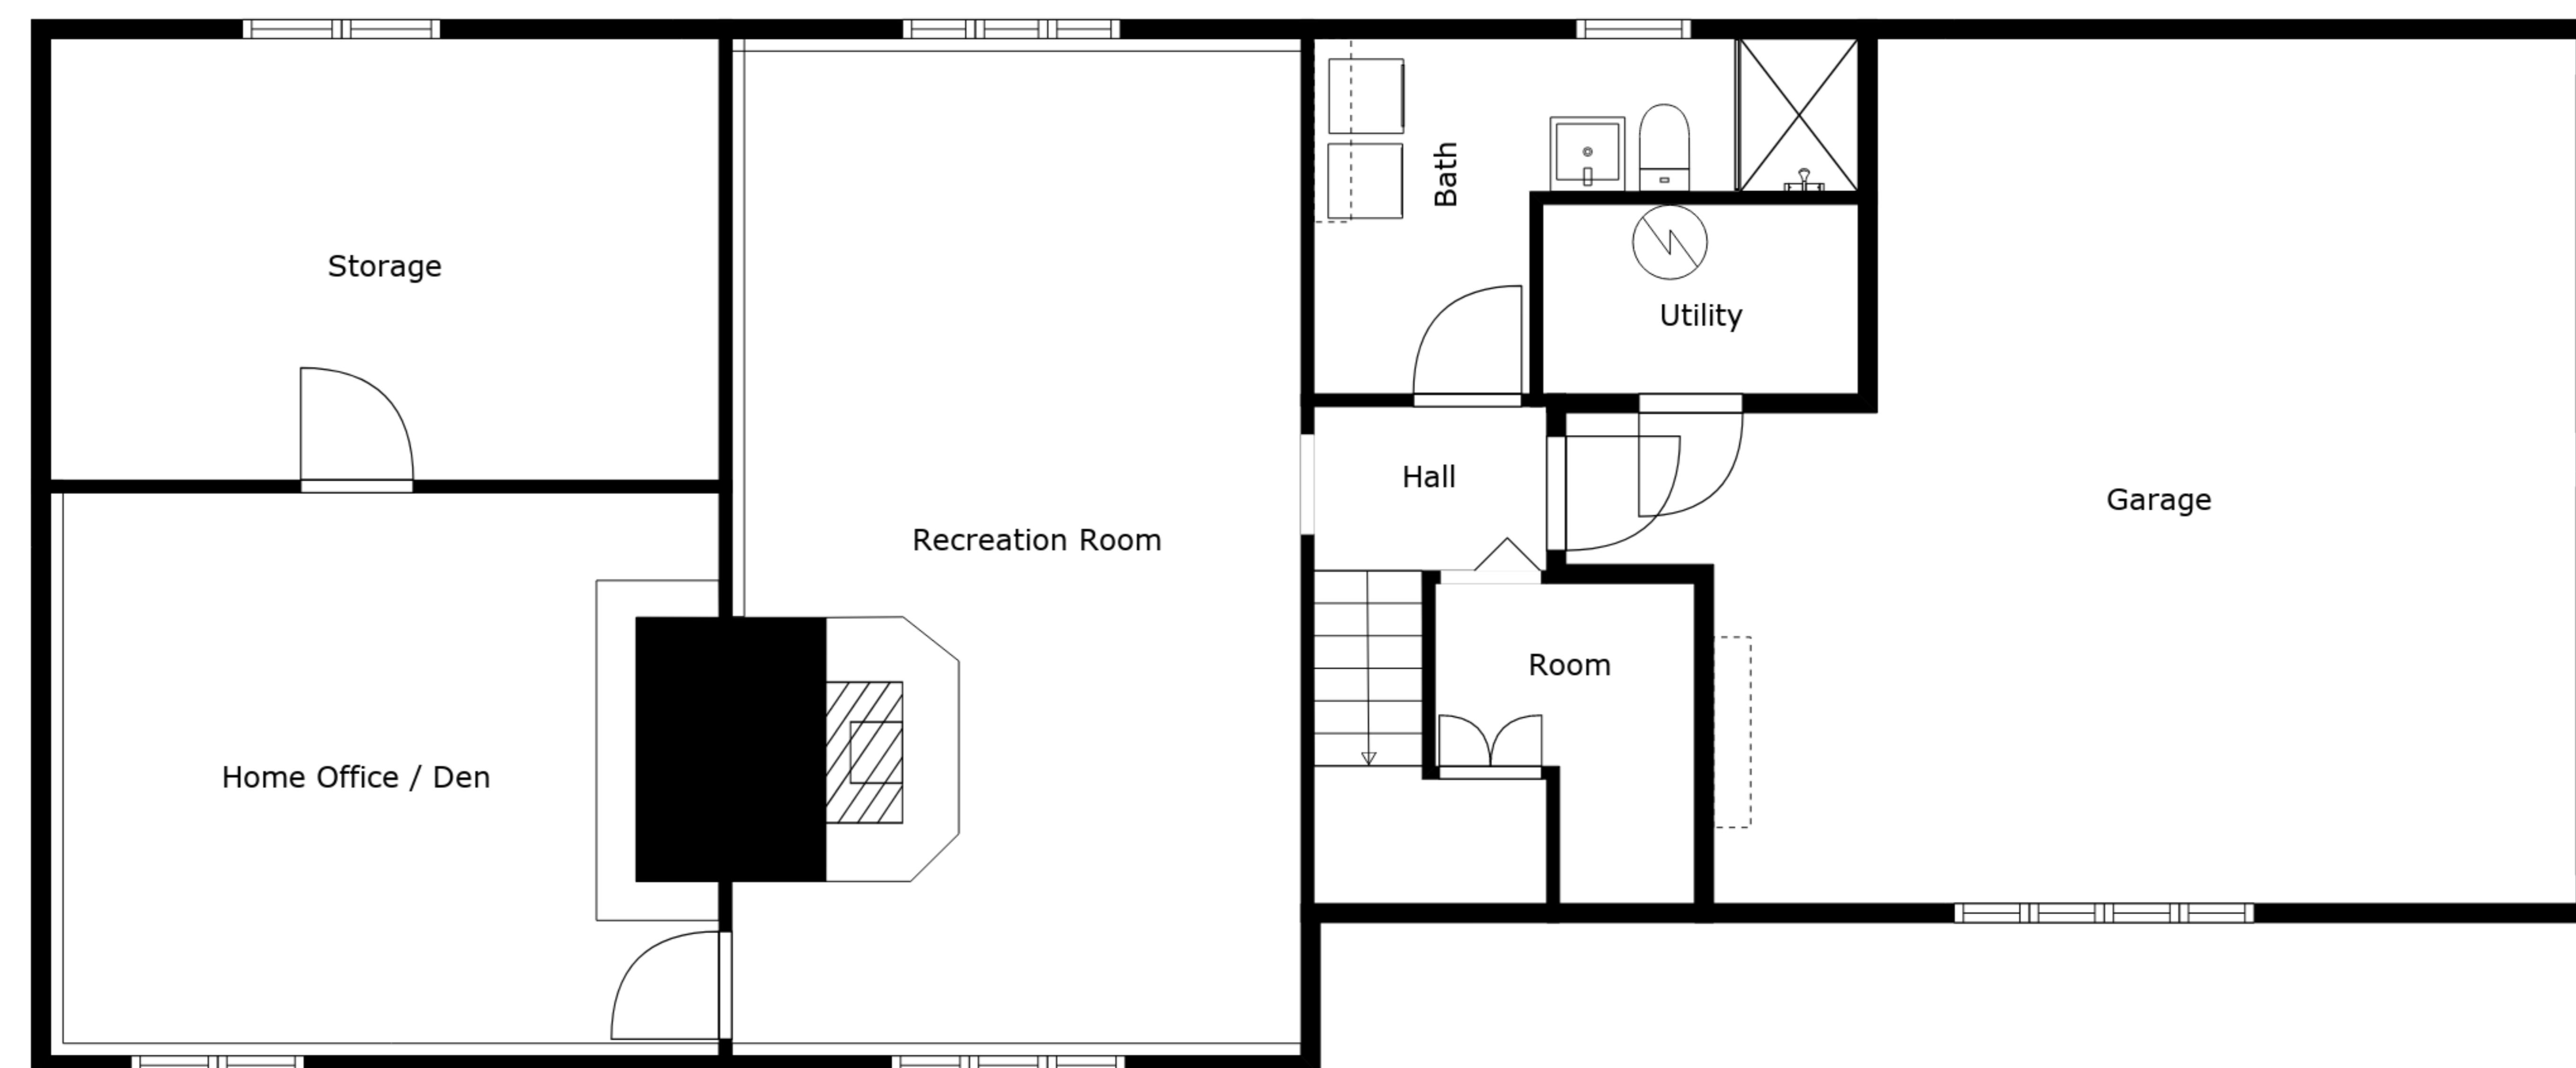 Storage
Bath
Utility
Hall
Garage
Recreation Room
Room
Home Office / Den